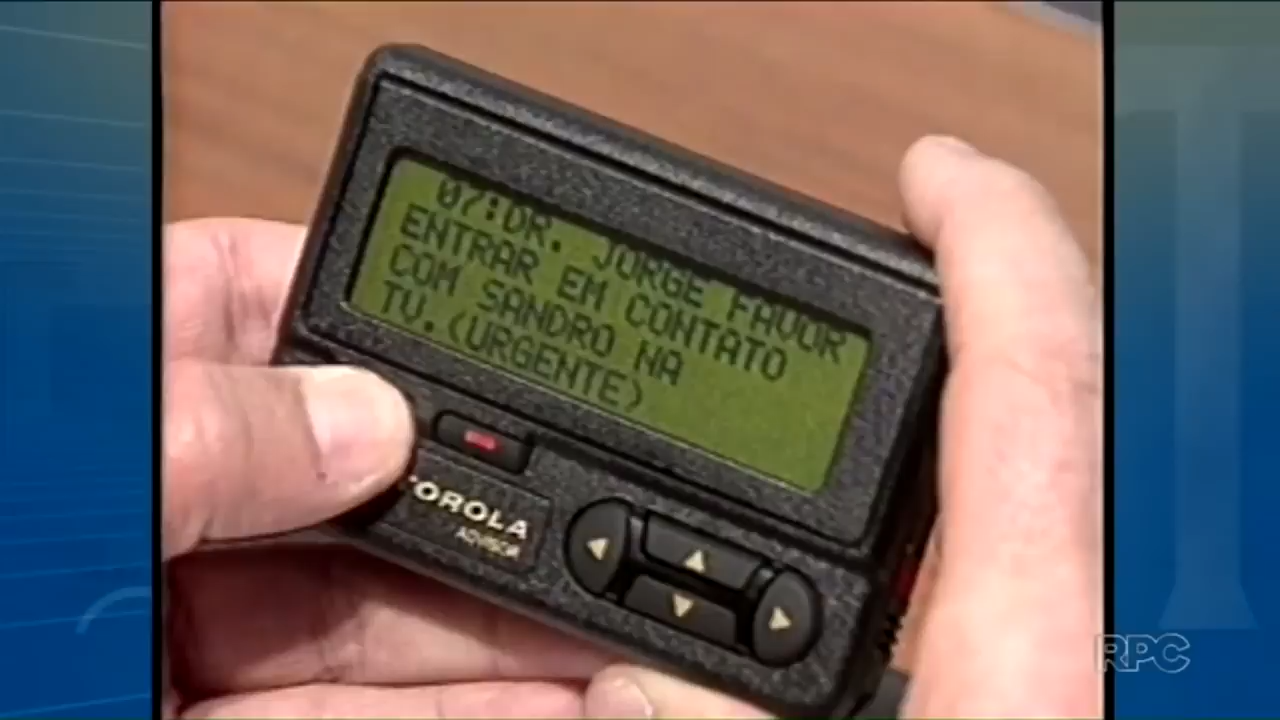 07:DR. JORGE FAVOR
ENTRAR EM CONTATO
COM SANDRO NA
TV.(URGENTE)
TOROLA
ADVISOR
RPC